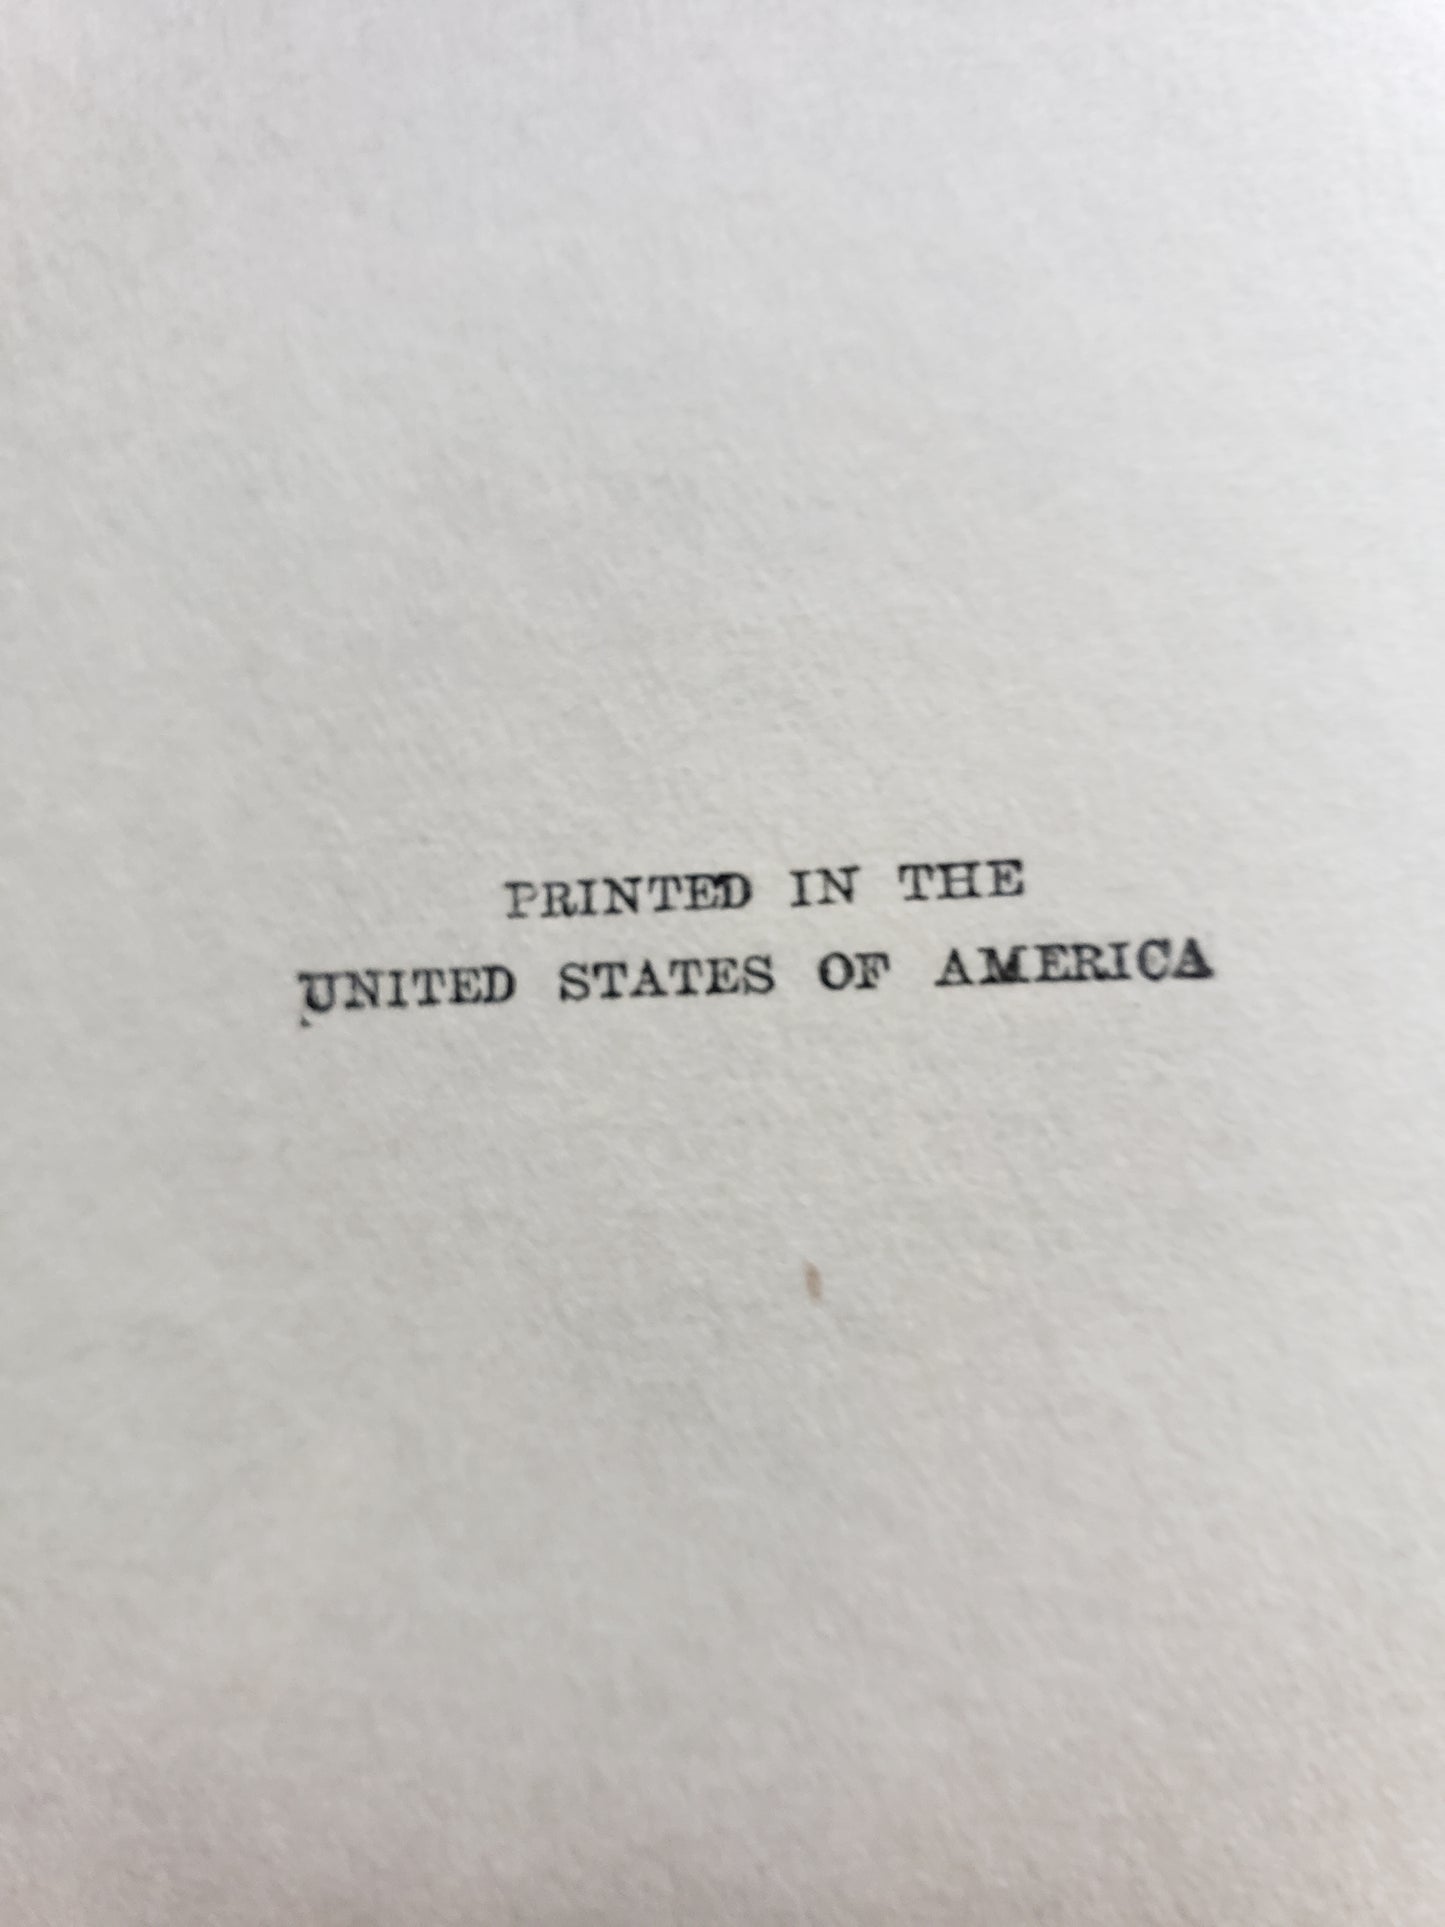 PRINTED IN THE
UNITED STATES OF AMERICA